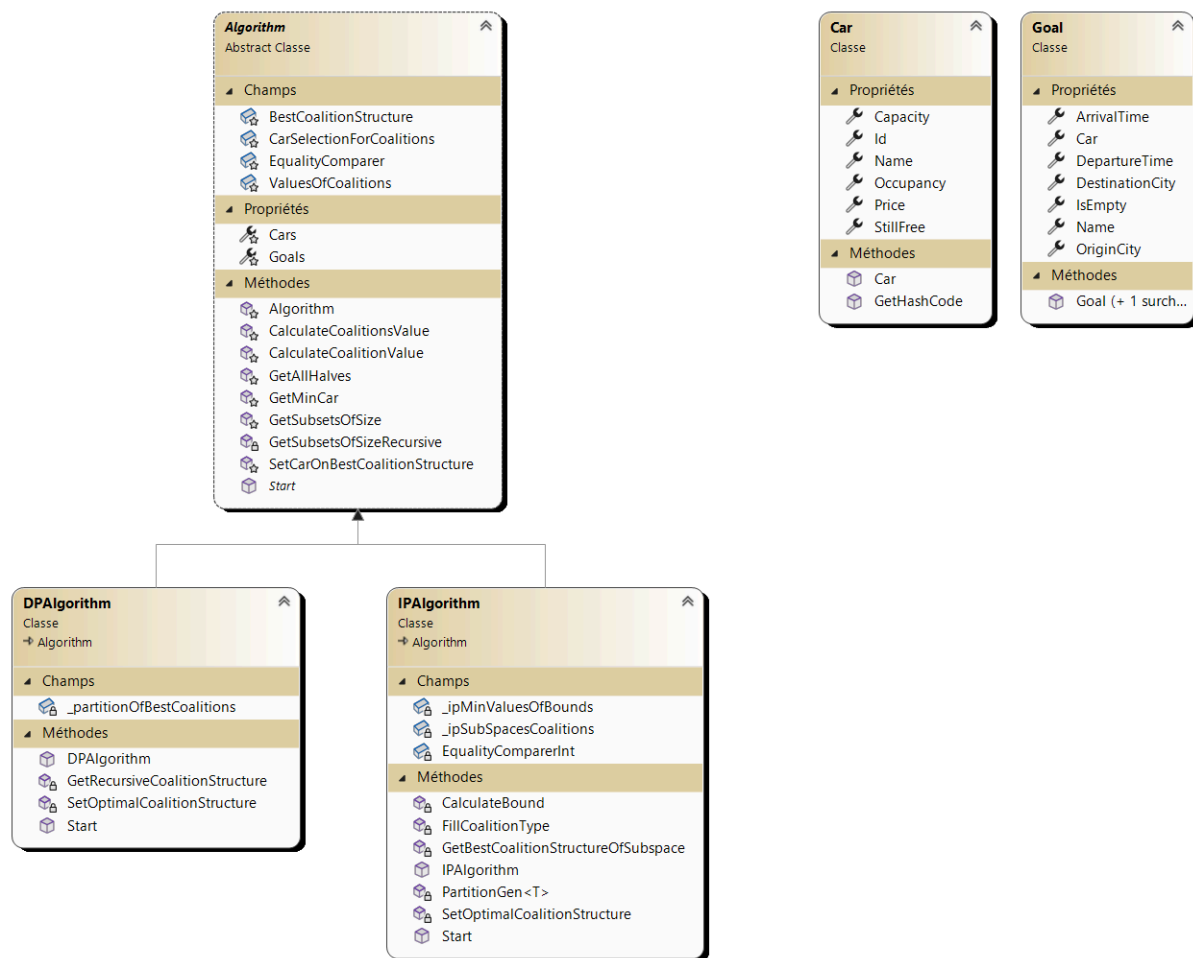 Algorithm
Abstract Classe
Champs
BestCoalitionStructure
CarSelectionForCoalitions
EqualityComparer
ValuesOfCoalitions
Propriétés
Cars
Goals
Méthodes
Algorithm
CalculateCoalitionsValue
CalculateCoalitionValue
GetAllHalves
GetMinCar
GetSubsetsOfSize
GetSubsetsOfSizeRecursive
SetCarOnBestCoalitionStructure
Start
Car
Classe
Propriétés
Capacity
Id
Name
Occupancy
Price
StillFree
Méthodes
Car
GetHashCode
Goal
Classe
Propriétés
ArrivalTime
Car
DepartureTime
DestinationCity
IsEmpty
Name
OriginCity
Méthodes
Goal (+ 1 surch...
DPAlgorithm
Classe
Algorithm
Champs
_partitionOfBestCoalitions
Méthodes
DPAlgorithm
GetRecursiveCoalitionStructure
SetOptimalCoalitionStructure
Start
IPAlgorithm
Classe
Algorithm
Champs
_ipMinValuesOfBounds
_ipSubSpacesCoalitions
EqualityComparerInt
Méthodes
CalculateBound
FillCoalitionType
GetBestCoalitionStructureOfSubspace
IPAlgorithm
PartitionGen<T>
SetOptimalCoalitionStructure
Start